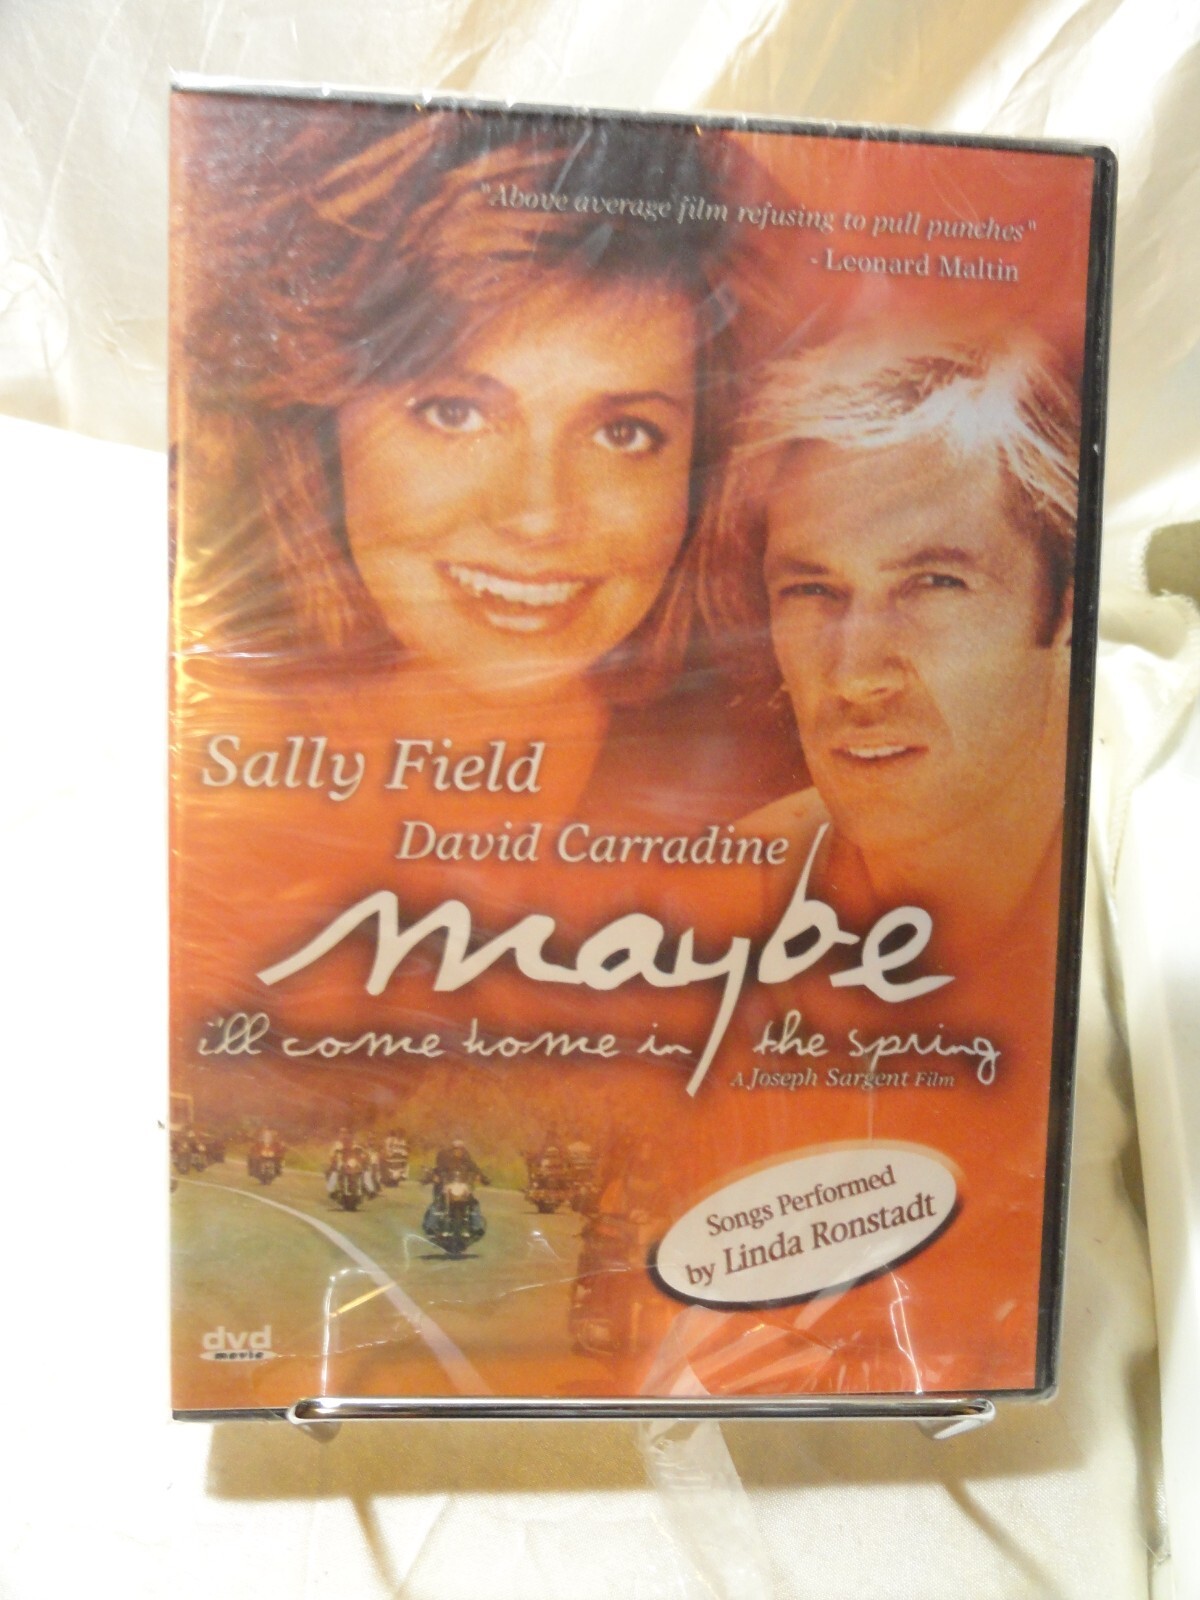 "Above average film refusing to pull punches"
- Leonard Maltin
Sally Field
David Carradine
maybe
i'll come home in the spring
A Joseph Sargent Film
Songs Performed
by Linda Ronstadt
dvd
movie